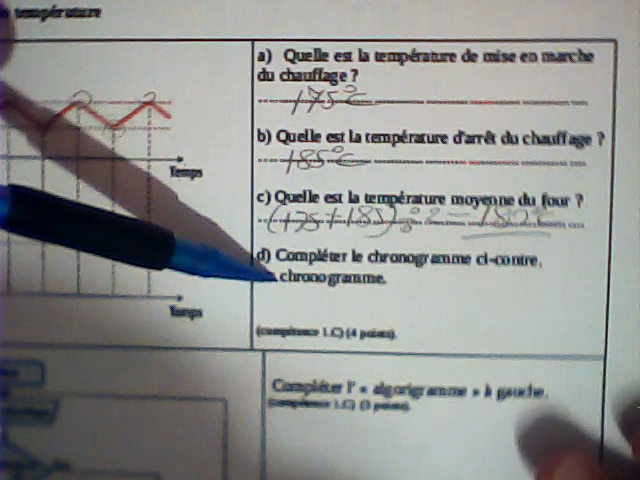 température
a) Quelle est la température de mise en marche
du chauffage ?
175°C
b) Quelle est la température d'arrêt du chauffage ?
185°C
Temps
c) Quelle est la température moyenne du four ?
(175+185) : 2 = 180°C
d) Compléter le chronogramme ci-contre.
chronogramme.
Temps
(compétence 1.C) (4 points).
Compléter l' « algorigramme » à gauche.
(compétence 1.C) (3 points).